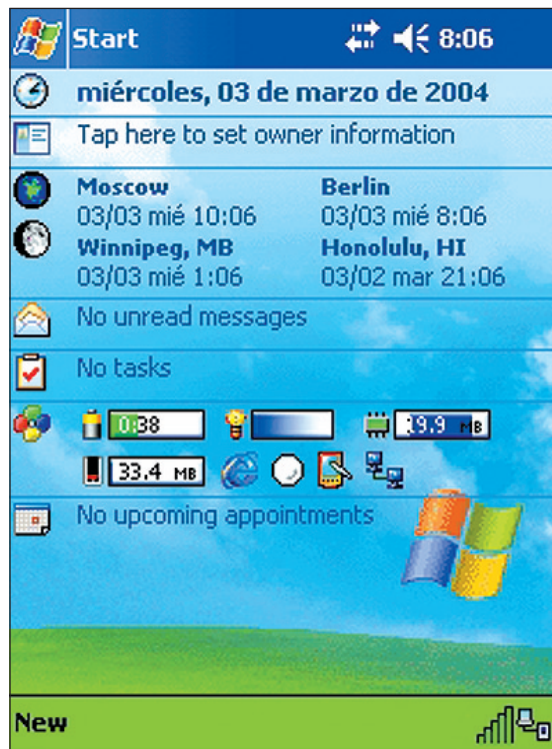 Start 8:06
miércoles, 03 de marzo de 2004
Tap here to set owner information
Moscow Berlin
03/03 mié 10:06 03/03 mié 8:06
Winnipeg, MB Honolulu, HI
03/03 mié 1:06 03/02 mar 21:06
No unread messages
No tasks
0:38 19.9 MB
33.4 MB
No upcoming appointments
New